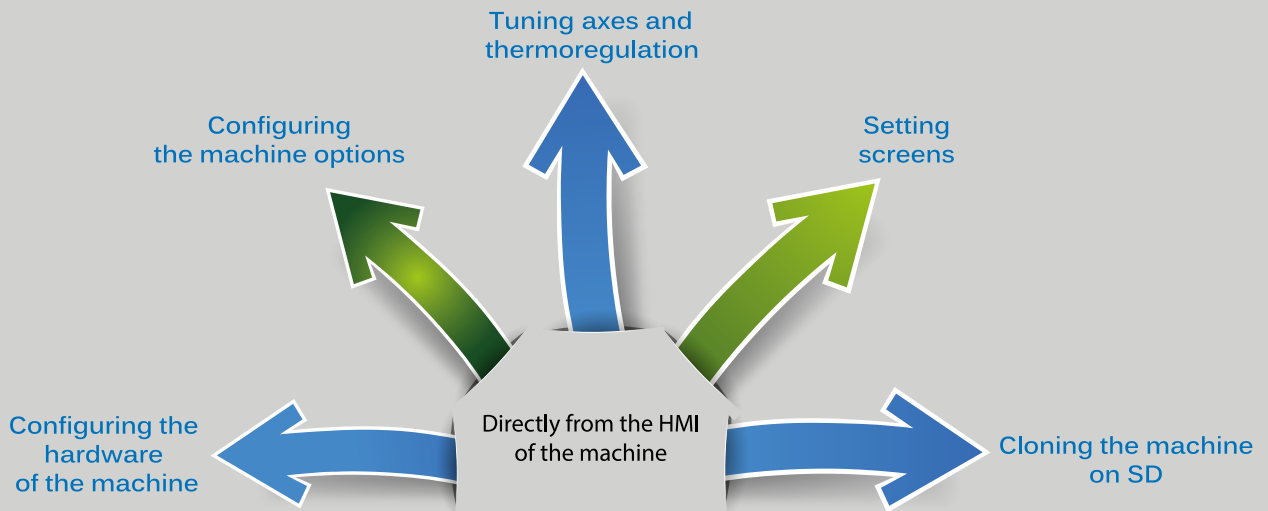 Tuning axes and
thermoregulation
Configuring
the machine options
Setting
screens
Configuring the
hardware
of the machine
Directly from the HMI
of the machine
Cloning the machine
on SD